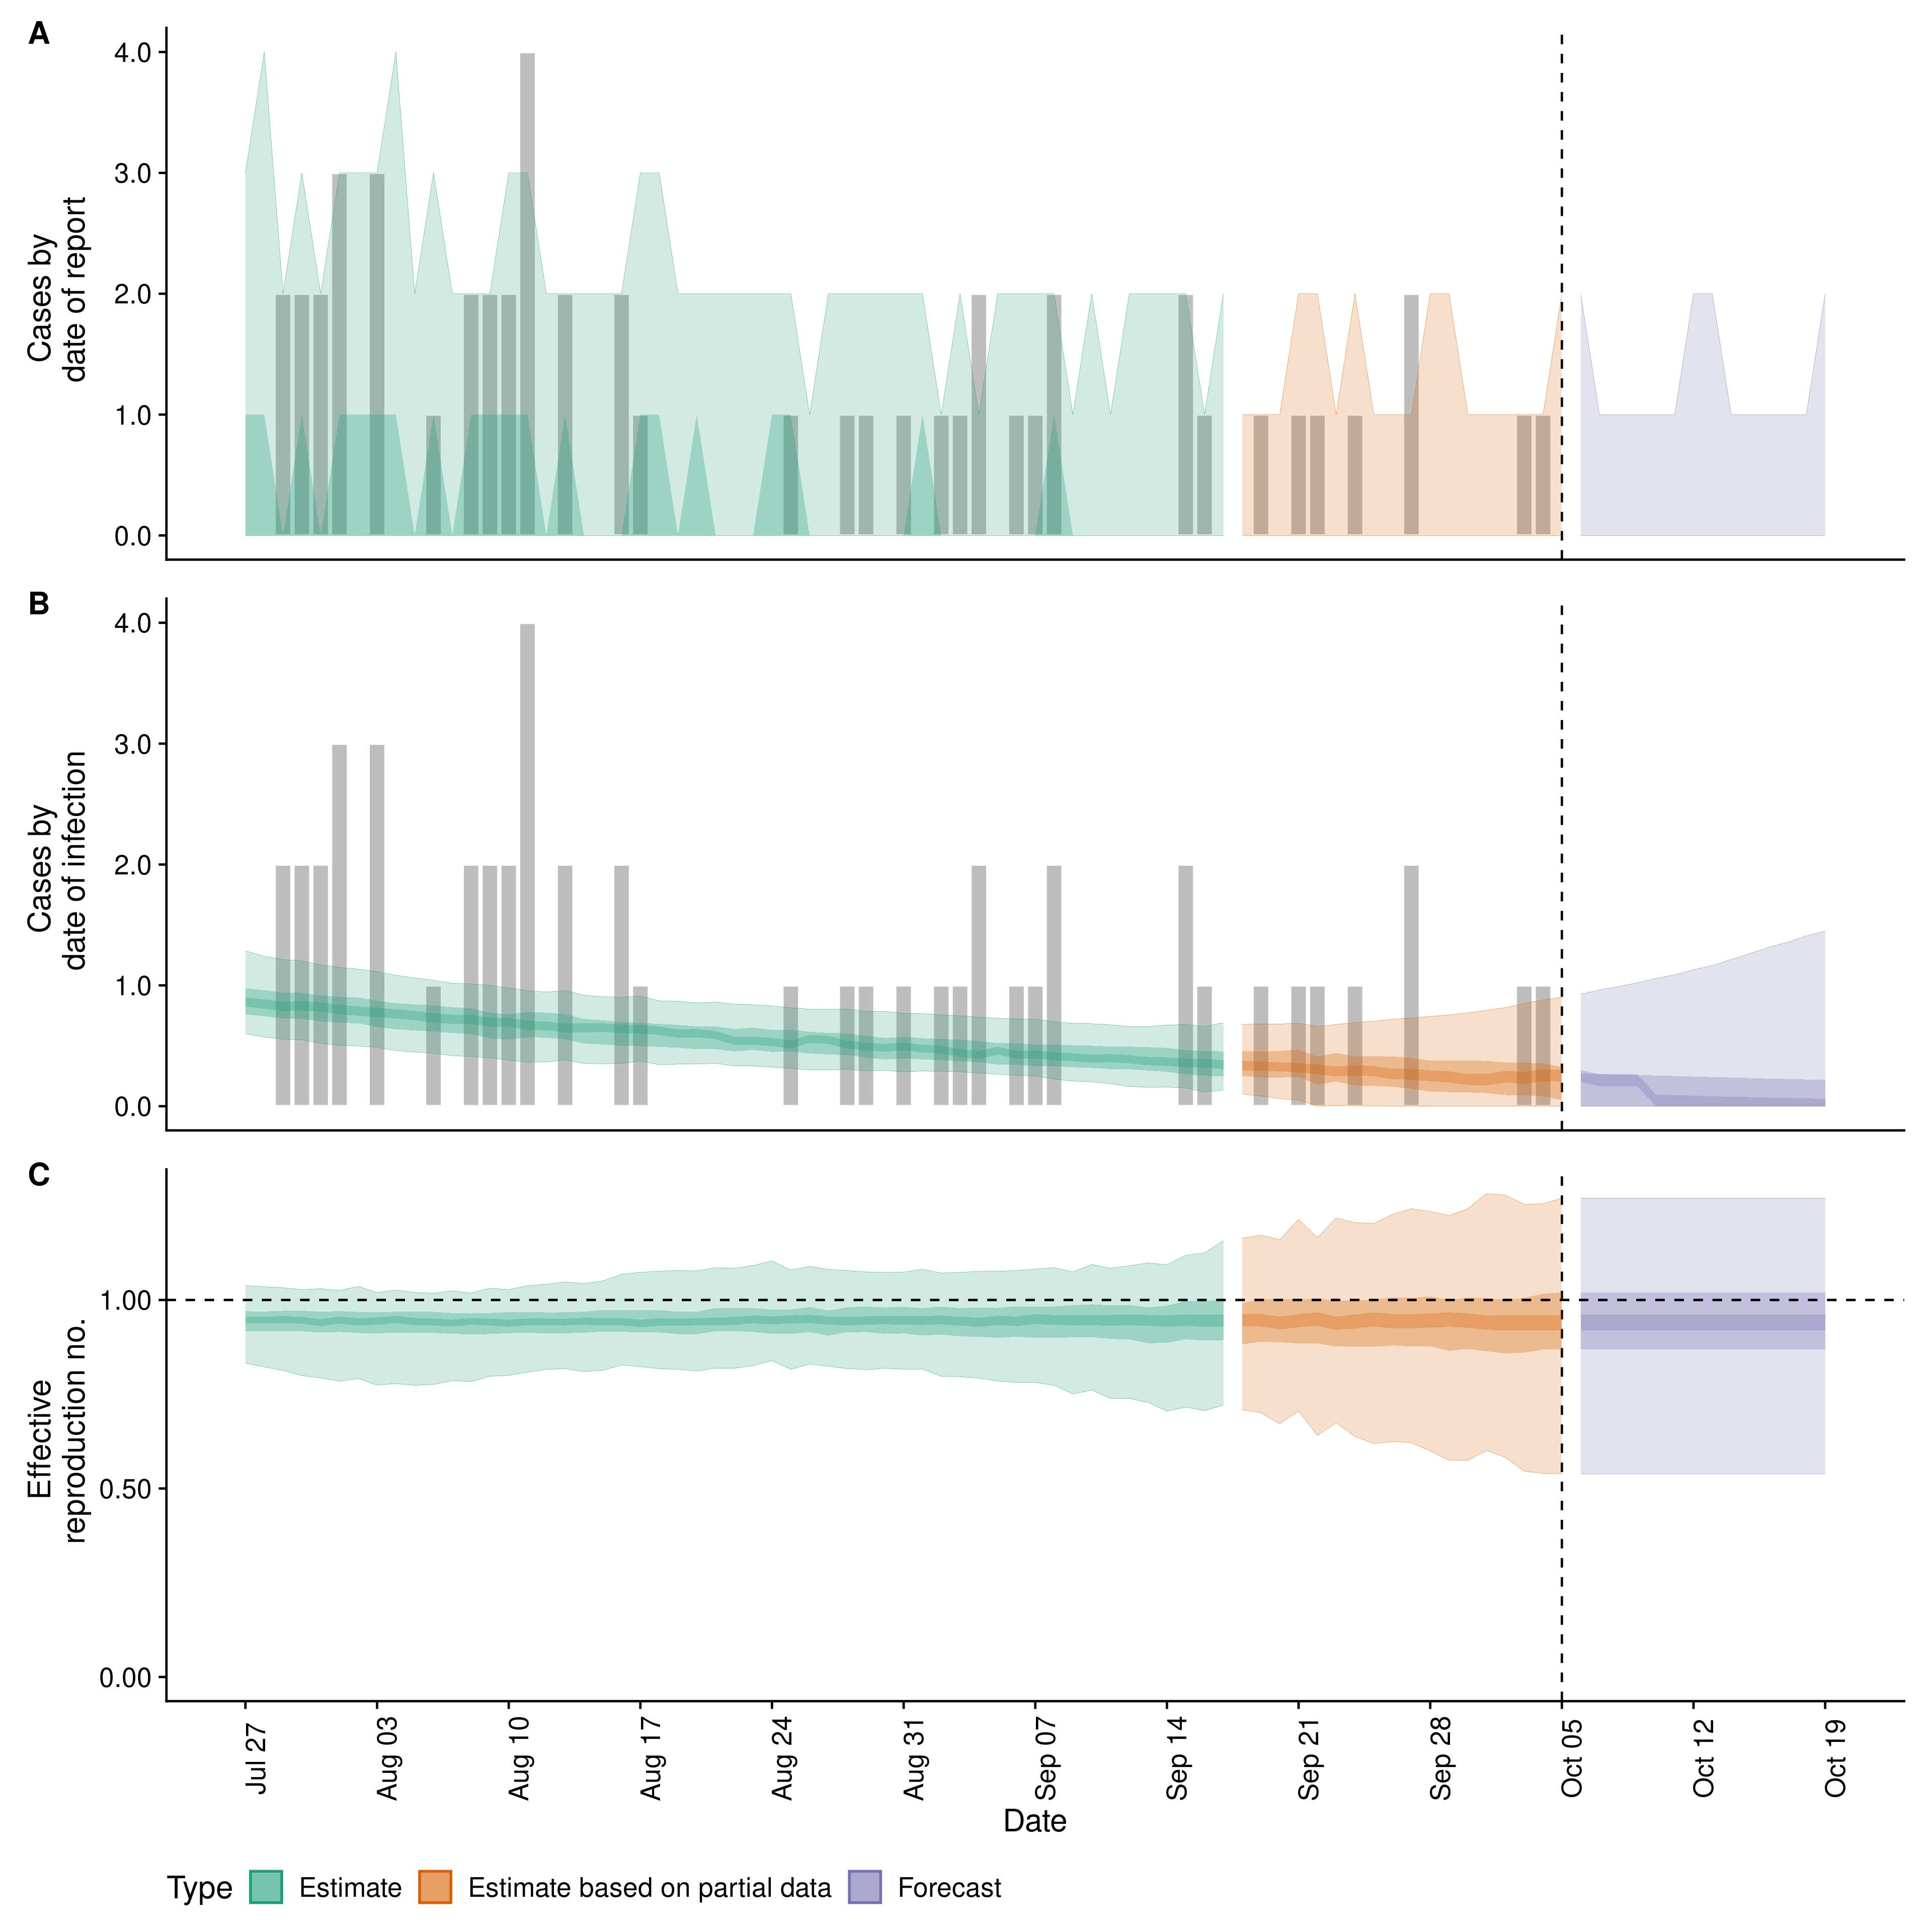 A
4.0
3.0
2.0
1.0
0.0
Cases by
date of report
B
4.0
3.0
2.0
1.0
0.0
Cases by
date of infection
C
1.00
0.50
0.00
Effective
reproduction no.
Jul 27
Aug 03
Aug 10
Aug 17
Aug 24
Aug 31
Sep 07
Sep 14
Sep 21
Sep 28
Oct 05
Oct 12
Oct 19
Date
Type Estimate Estimate based on partial data Forecast